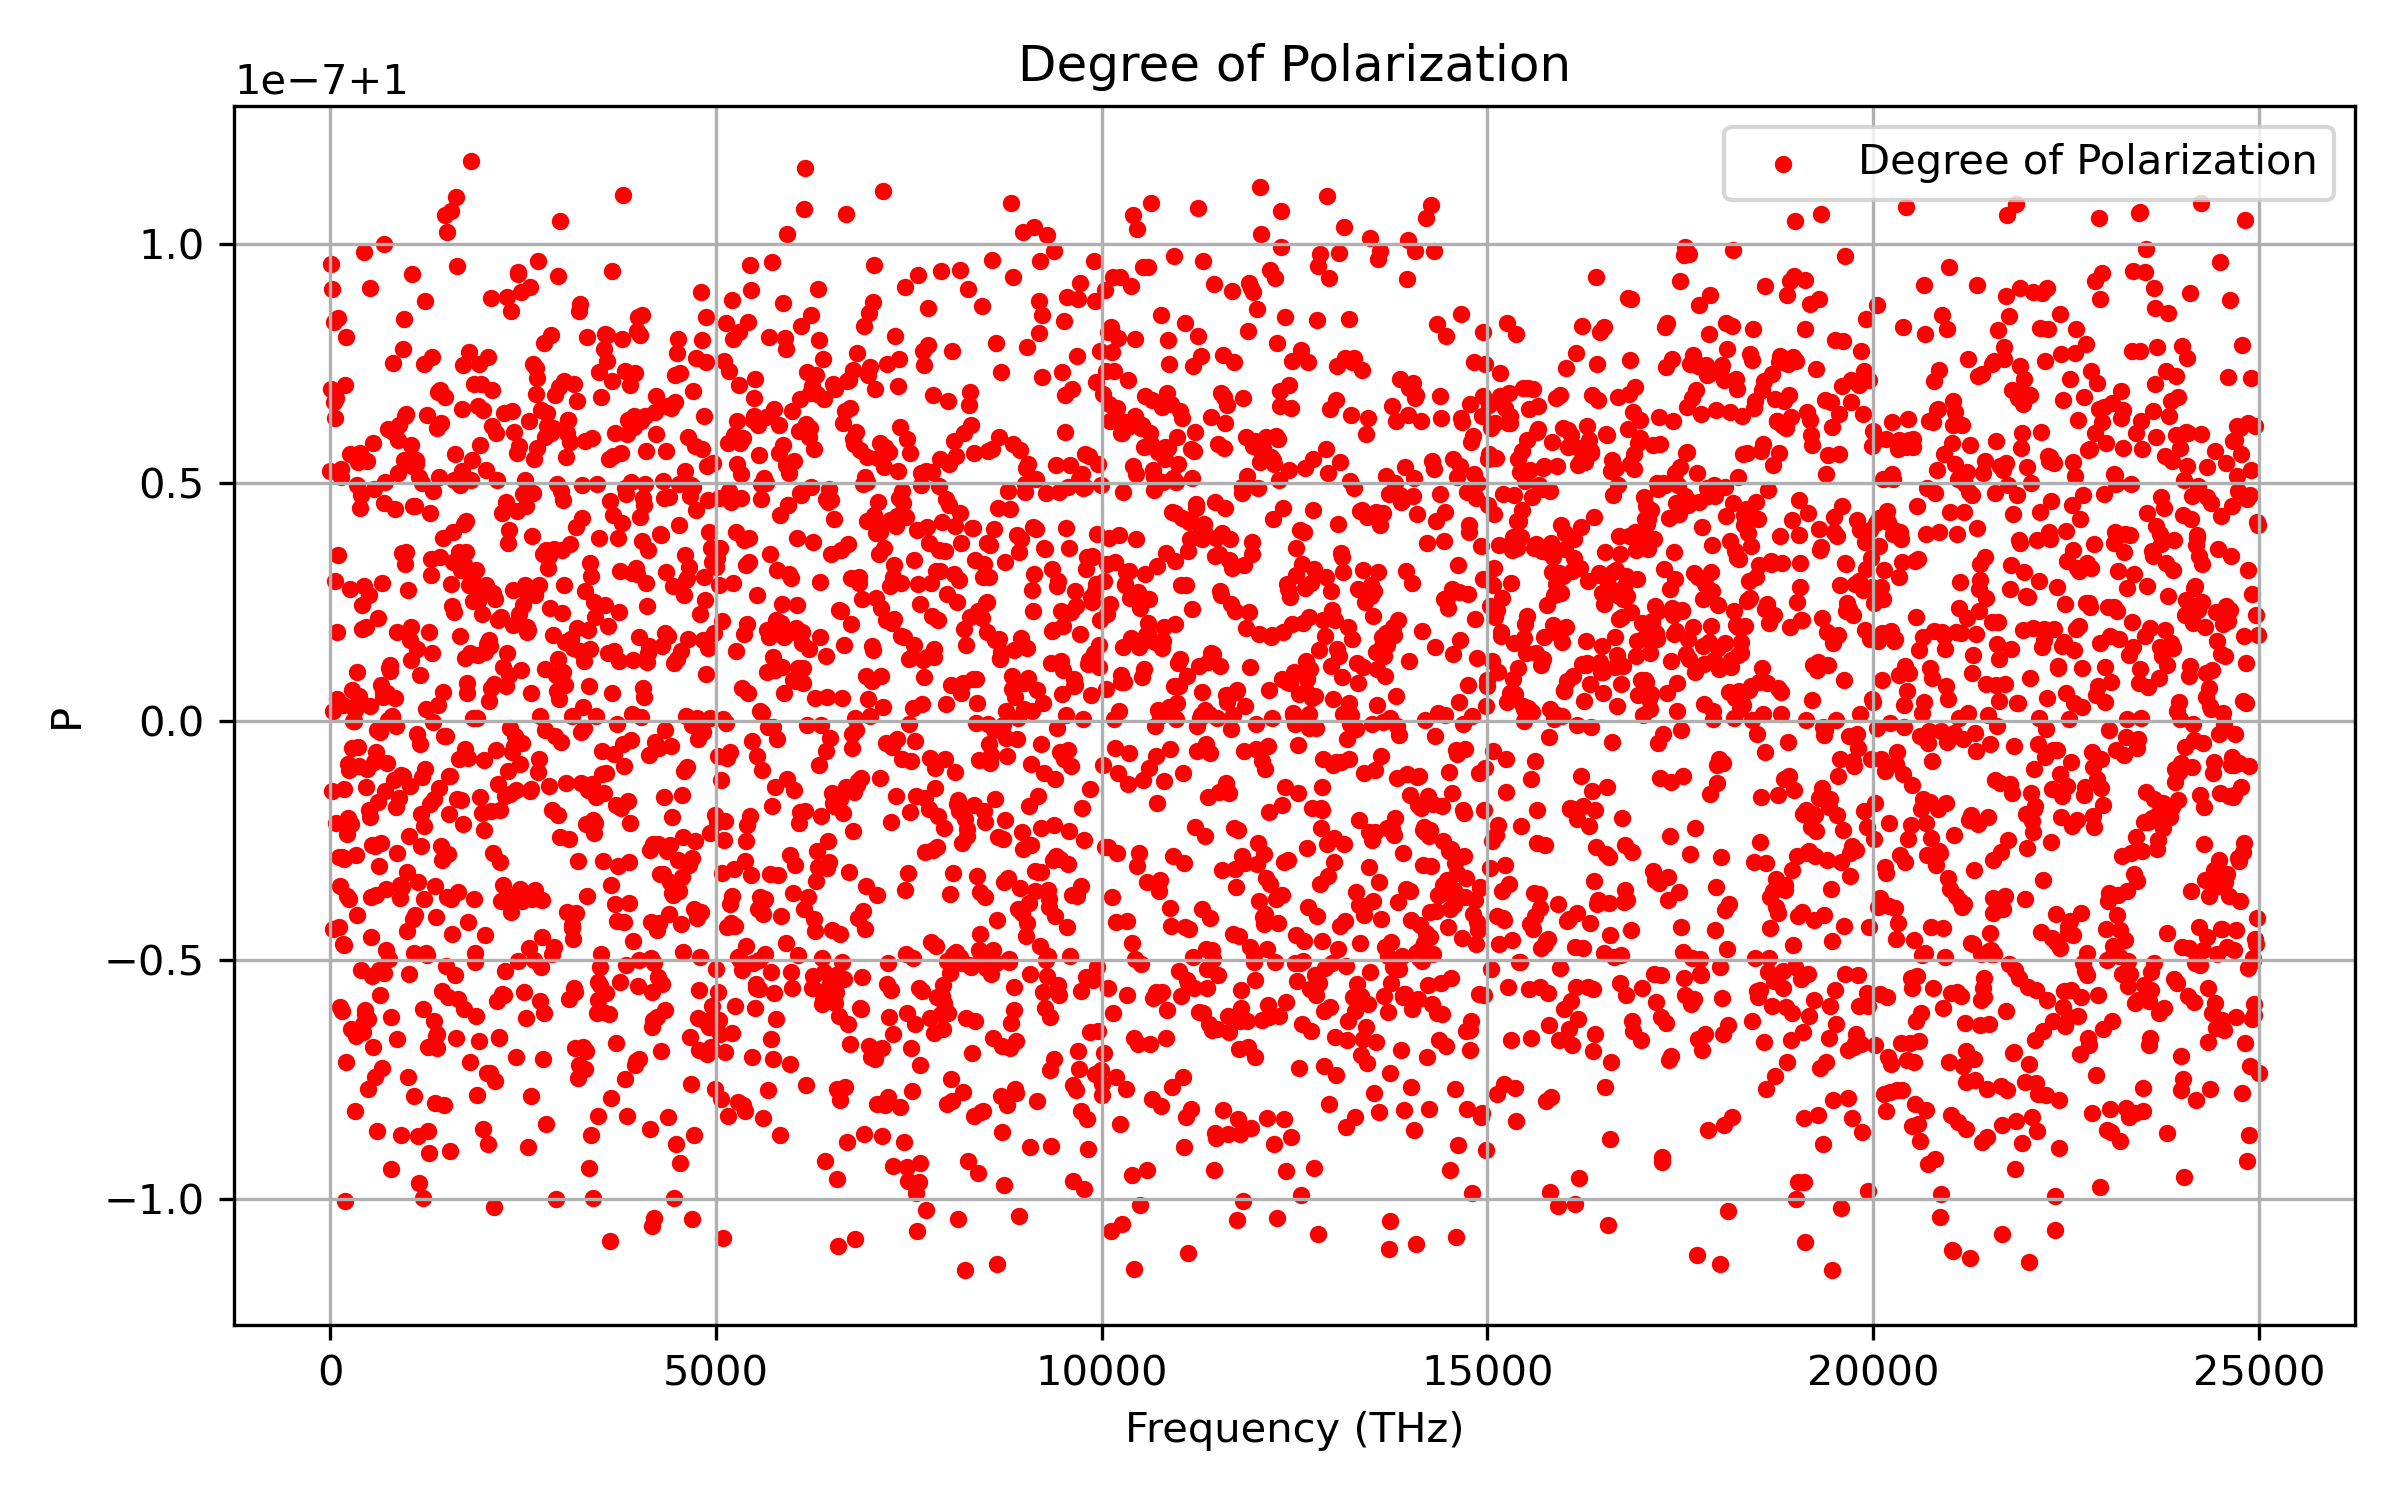 Degree of Polarization
1e−7+1
Degree of Polarization
1.0
0.5
0.0
−0.5
−1.0
P
0 5000 10000 15000 20000 25000
Frequency (THz)